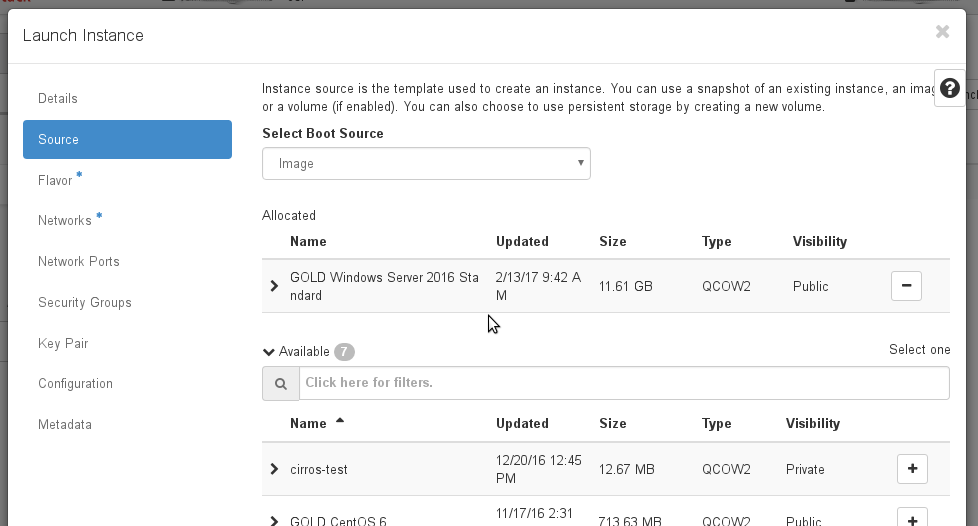 Launch Instance
Instance source is the template used to create an instance. You can use a snapshot of an existing instance, an
or a volume (if enabled). You can also choose to use persistent storage by creating a new volume.
Details
Source
Flavor *
Networks *
Network Ports
Security Groups
Key Pair
Configuration
Metadata
Select Boot Source
Image
Allocated
Name Updated Size Type Visibility
GOLD Windows Server 2016 Sta 2/13/17 9:42 A 11.61 GB QCOW2 Public
ndard M
Available 7 Select one
Click here for filters.
Name Updated Size Type Visibility
cirros-test 12/20/16 12:45 12.67 MB QCOW2 Private
PM
GOLD CentOS 6 11/17/16 2:31 713.63 MB QCOW2 Public